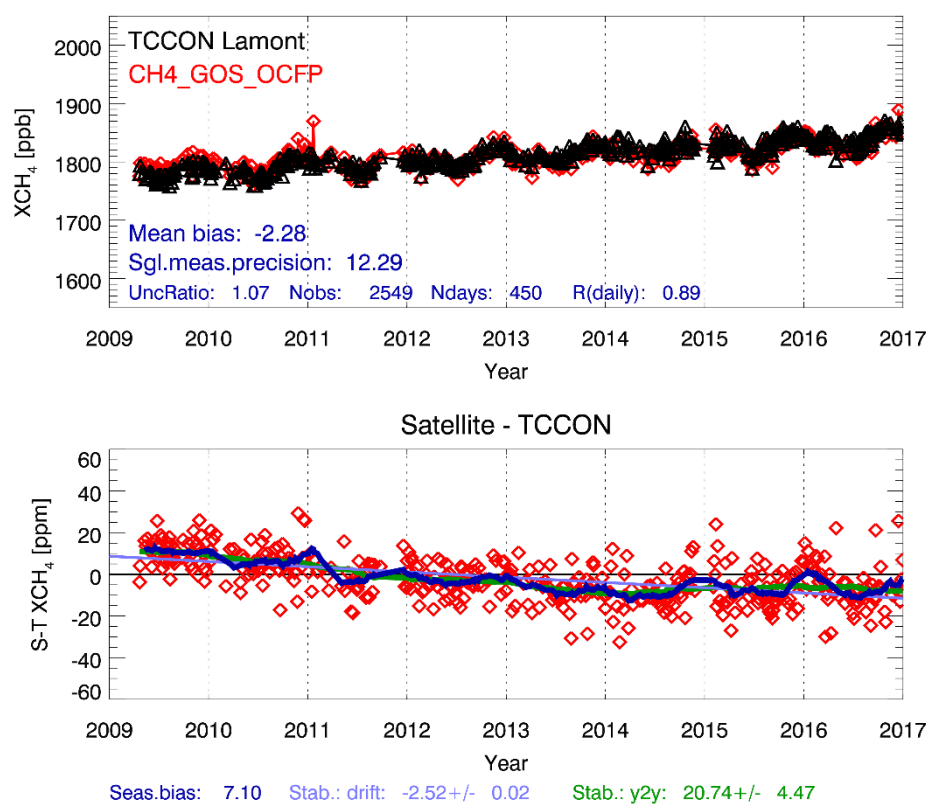 TCCON Lamont
CH4_GOS_OCFP
XCH₄ [ppb]
2000
1900
1800
1700
1600
Mean bias: -2.28
Sgl.meas.precision: 12.29
UncRatio: 1.07 Nobs: 2549 Ndays: 450 R(daily): 0.89
2009 2010 2011 2012 2013 2014 2015 2016 2017
Year
Satellite - TCCON
S-T XCH₄ [ppm]
60
40
20
0
-20
-40
-60
2009 2010 2011 2012 2013 2014 2015 2016 2017
Year
Seas.bias: 7.10 Stab.: drift: -2.52+/- 0.02 Stab.: y2y: 20.74+/- 4.47